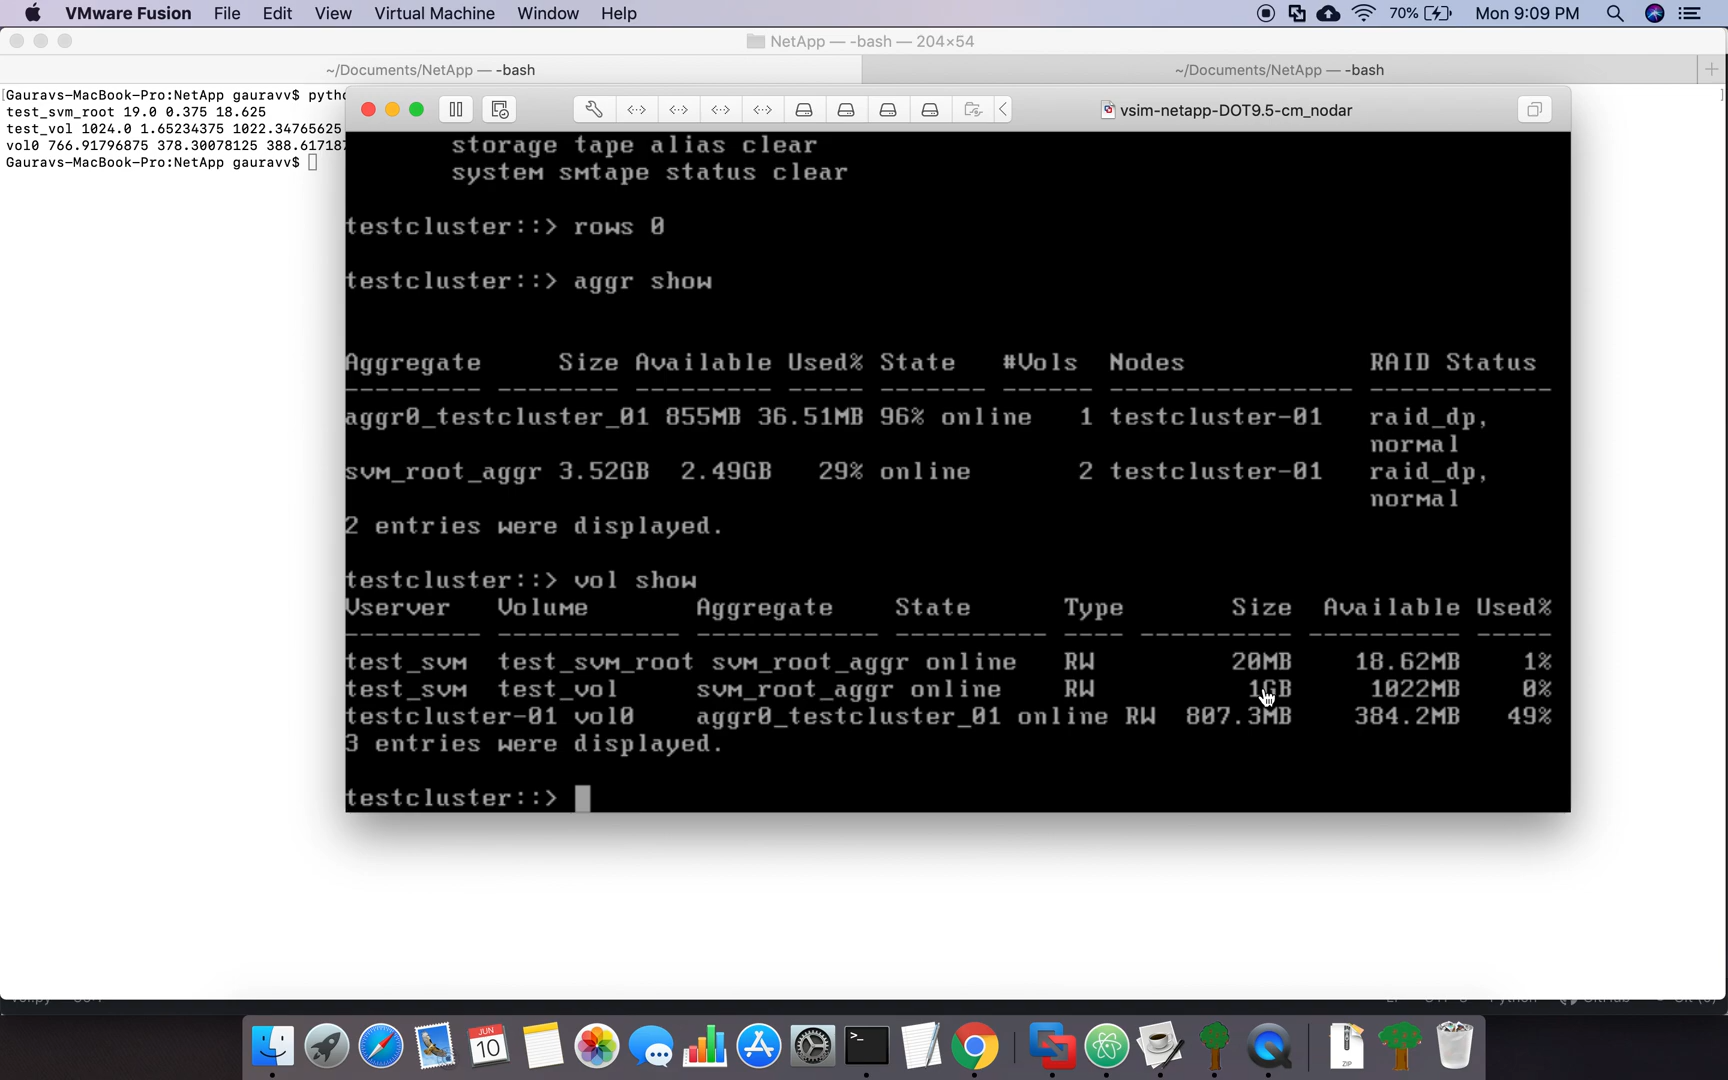 VMware Fusion File Edit View Virtual Machine Window Help 70% Mon 9:09 PM
NetApp — -bash — 204×54
~/Documents/NetApp — -bash ~/Documents/NetApp — -bash
[Gauravs-MacBook-Pro:NetApp gauravv$ pytho
test_svm_root 19.0 0.375 18.625
test_vol 1024.0 1.65234375 1022.34765625
vol0 766.91796875 378.30078125 388.617187
Gauravs-MacBook-Pro:NetApp gauravv$
vsim-netapp-DOT9.5-cm_nodar
storage tape alias clear
system smtape status clear
testcluster::> rows 0
testcluster::> aggr show
Aggregate Size Available Used% State #Vols Nodes RAID Status
--------- -------- --------- ----- ------- ------ ---------------- ------------
aggr0_testcluster_01 855MB 36.51MB 96% online 1 testcluster-01 raid_dp,
normal
svm_root_aggr 3.52GB 2.49GB 29% online 2 testcluster-01 raid_dp,
normal
2 entries were displayed.
testcluster::> vol show
Vserver Volume Aggregate State Type Size Available Used%
--------- ------------ ------------ ---------- ---- ---------- ---------- -----
test_svm test_svm_root svm_root_aggr online RW 20MB 18.62MB 1%
test_svm test_vol svm_root_aggr online RW 1GB 1022MB 0%
testcluster-01 vol0 aggr0_testcluster_01 online RW 807.3MB 384.2MB 49%
3 entries were displayed.
testcluster::>
JUN
10
ZIP